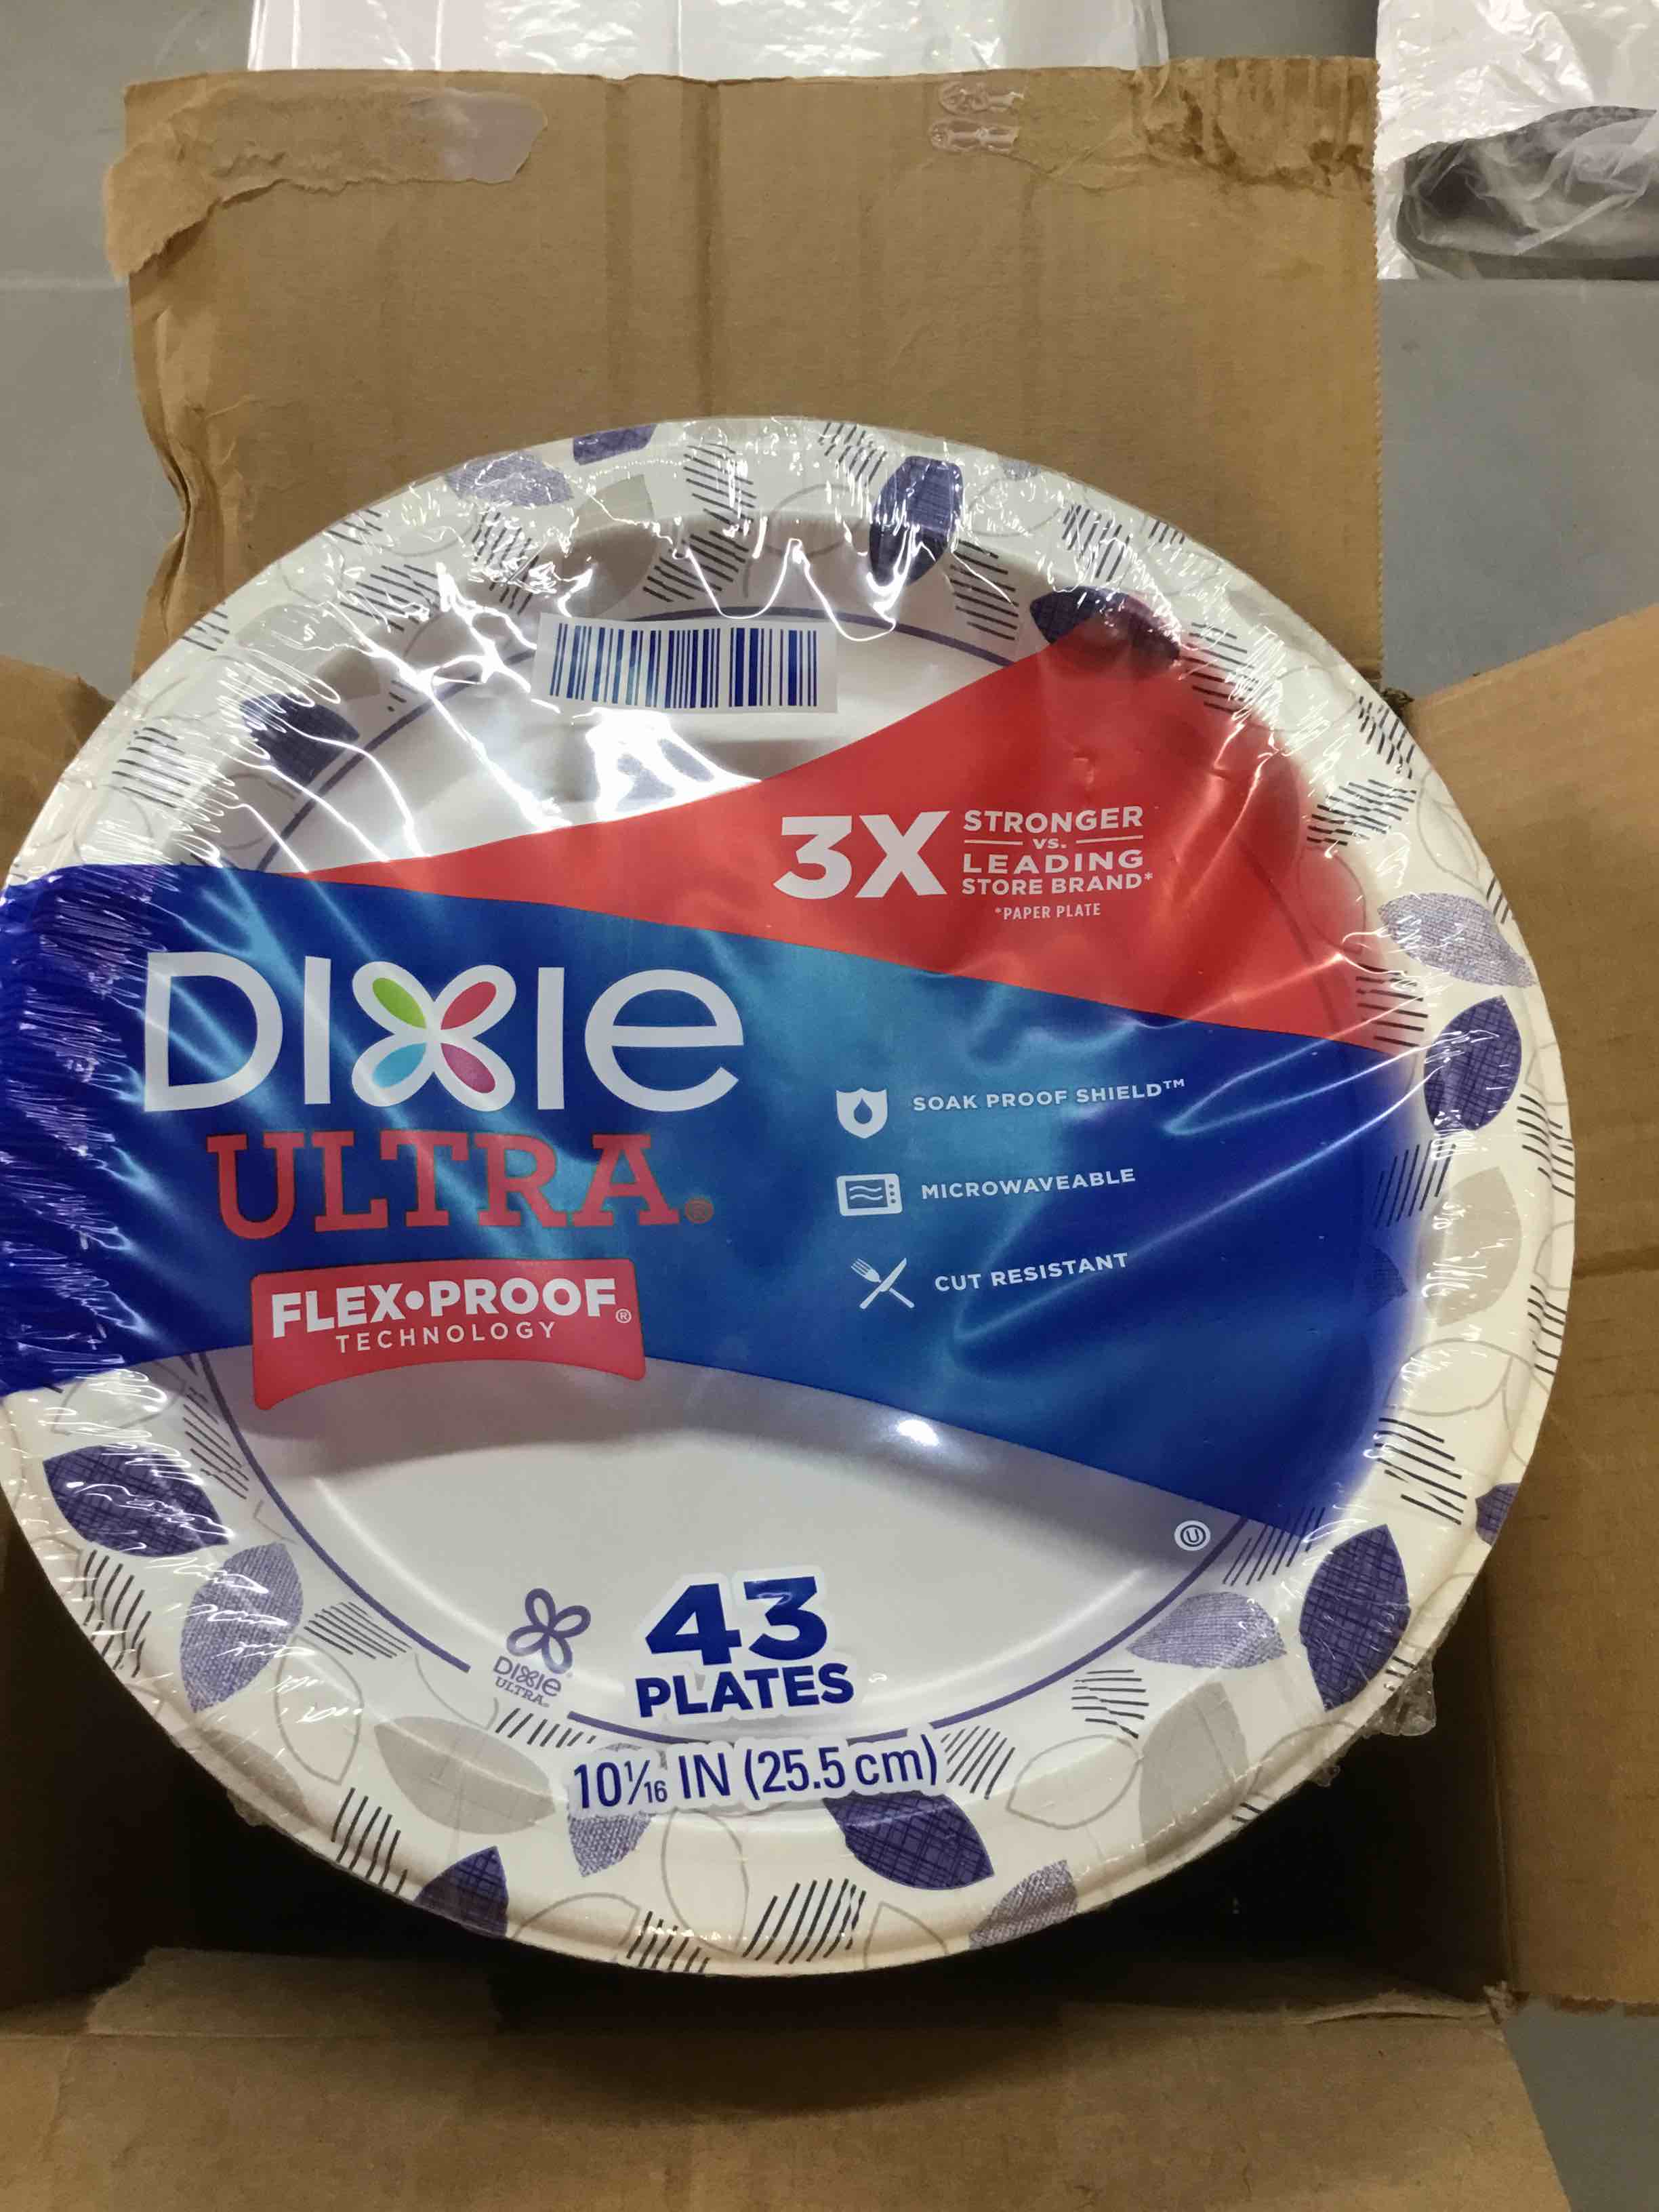 3X
STRONGER
VS.
LEADING
STORE BRAND*
*PAPER PLATE
DIXIE
ULTRA®
SOAK PROOF SHIELD™
MICROWAVEABLE
CUT RESISTANT
FLEX•PROOF®
TECHNOLOGY
U
43
PLATES
DIXIE
ULTRA®
10 1/16 IN (25.5 cm)